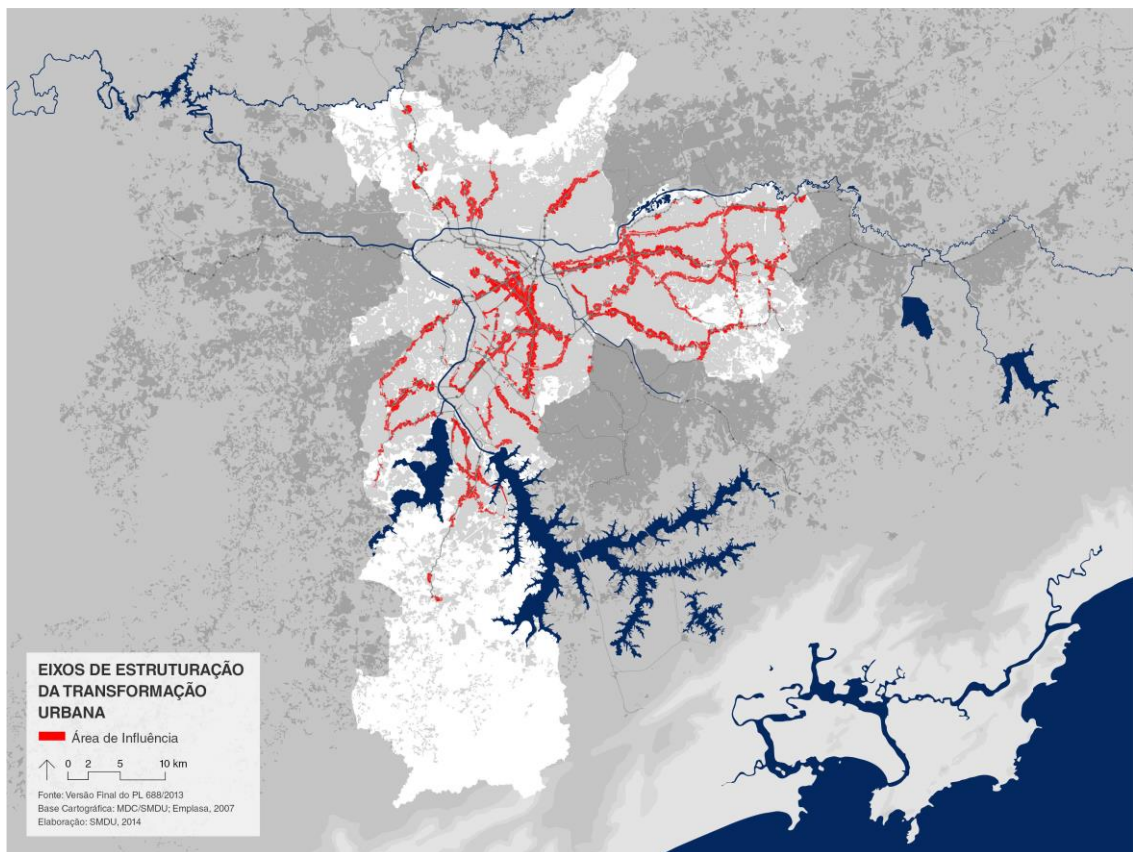 EIXOS DE ESTRUTURAÇÃO
DA TRANSFORMAÇÃO
URBANA
Área de Influência
0 2 5 10 km
Fonte: Versão Final do PL 688/2013
Base Cartográfica: MDC/SMDU; Emplasa, 2007
Elaboração: SMDU, 2014